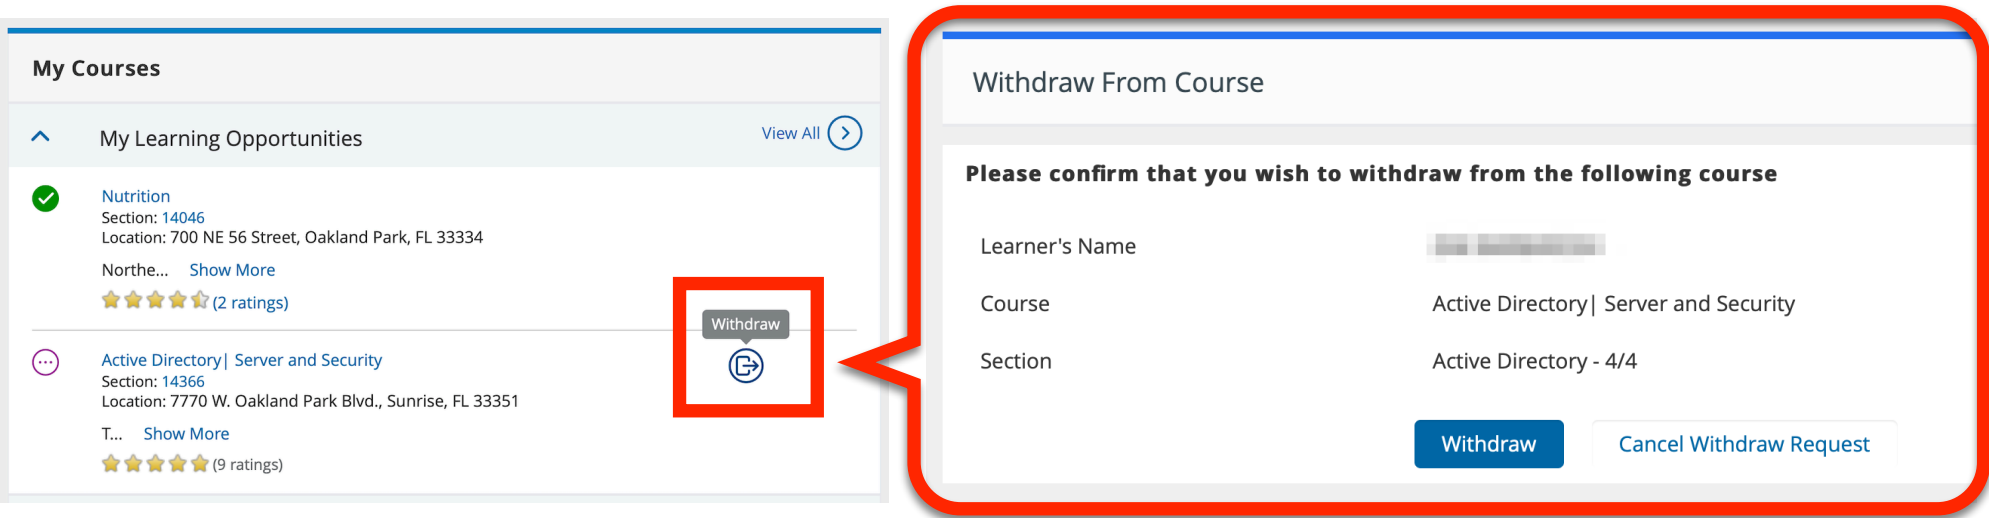 My Courses
My Learning Opportunities
View All
Nutrition
Section: 14046
Location: 700 NE 56 Street, Oakland Park, FL 33334
Northe... Show More
(2 ratings)
Withdraw
Active Directory| Server and Security
Section: 14366
Location: 7770 W. Oakland Park Blvd., Sunrise, FL 33351
T... Show More
(9 ratings)
Withdraw From Course
Please confirm that you wish to withdraw from the following course
Learner's Name
Course Active Directory| Server and Security
Section Active Directory - 4/4
Withdraw Cancel Withdraw Request